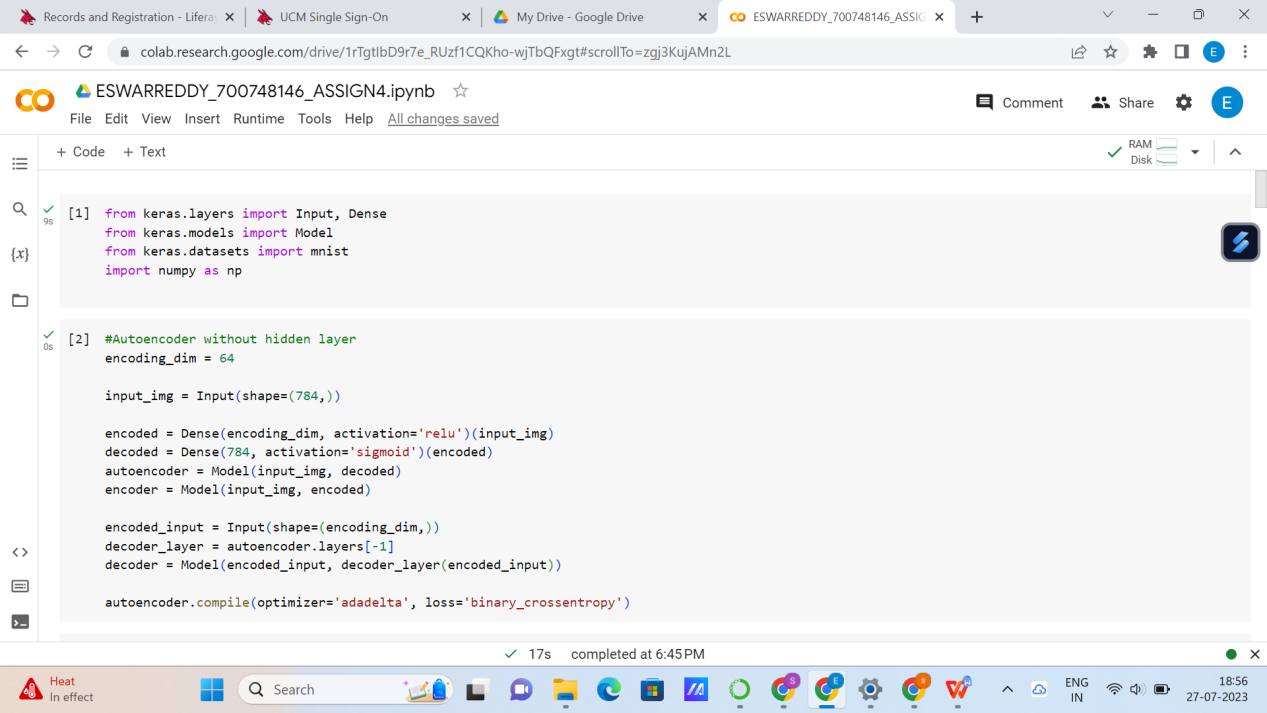 Records and Registration - Lifera
UCM Single Sign-On
My Drive - Google Drive
ESWARREDDY_700748146_ASSIG
colab.research.google.com/drive/1rTgtIbD9r7e_RUzf1CQKho-wjTbQFxgt#scrollTo=zgj3KujAMn2L
E
ESWARREDDY_700748146_ASSIGN4.ipynb
File Edit View Insert Runtime Tools Help All changes saved
Comment Share E
+ Code + Text
RAM
Disk
[1] from keras.layers import Input, Dense
9s
from keras.models import Model
from keras.datasets import mnist
{x}
import numpy as np
[2] #Autoencoder without hidden layer
0s
encoding_dim = 64
input_img = Input(shape=(784,))
encoded = Dense(encoding_dim, activation='relu')(input_img)
decoded = Dense(784, activation='sigmoid')(encoded)
autoencoder = Model(input_img, decoded)
encoder = Model(input_img, encoded)
encoded_input = Input(shape=(encoding_dim,))
decoder_layer = autoencoder.layers[-1]
decoder = Model(encoded_input, decoder_layer(encoded_input))
autoencoder.compile(optimizer='adadelta', loss='binary_crossentropy')
17s completed at 6:45 PM
Heat
In effect
Search
S
E
S
W
ENG
IN
18:56
27-07-2023